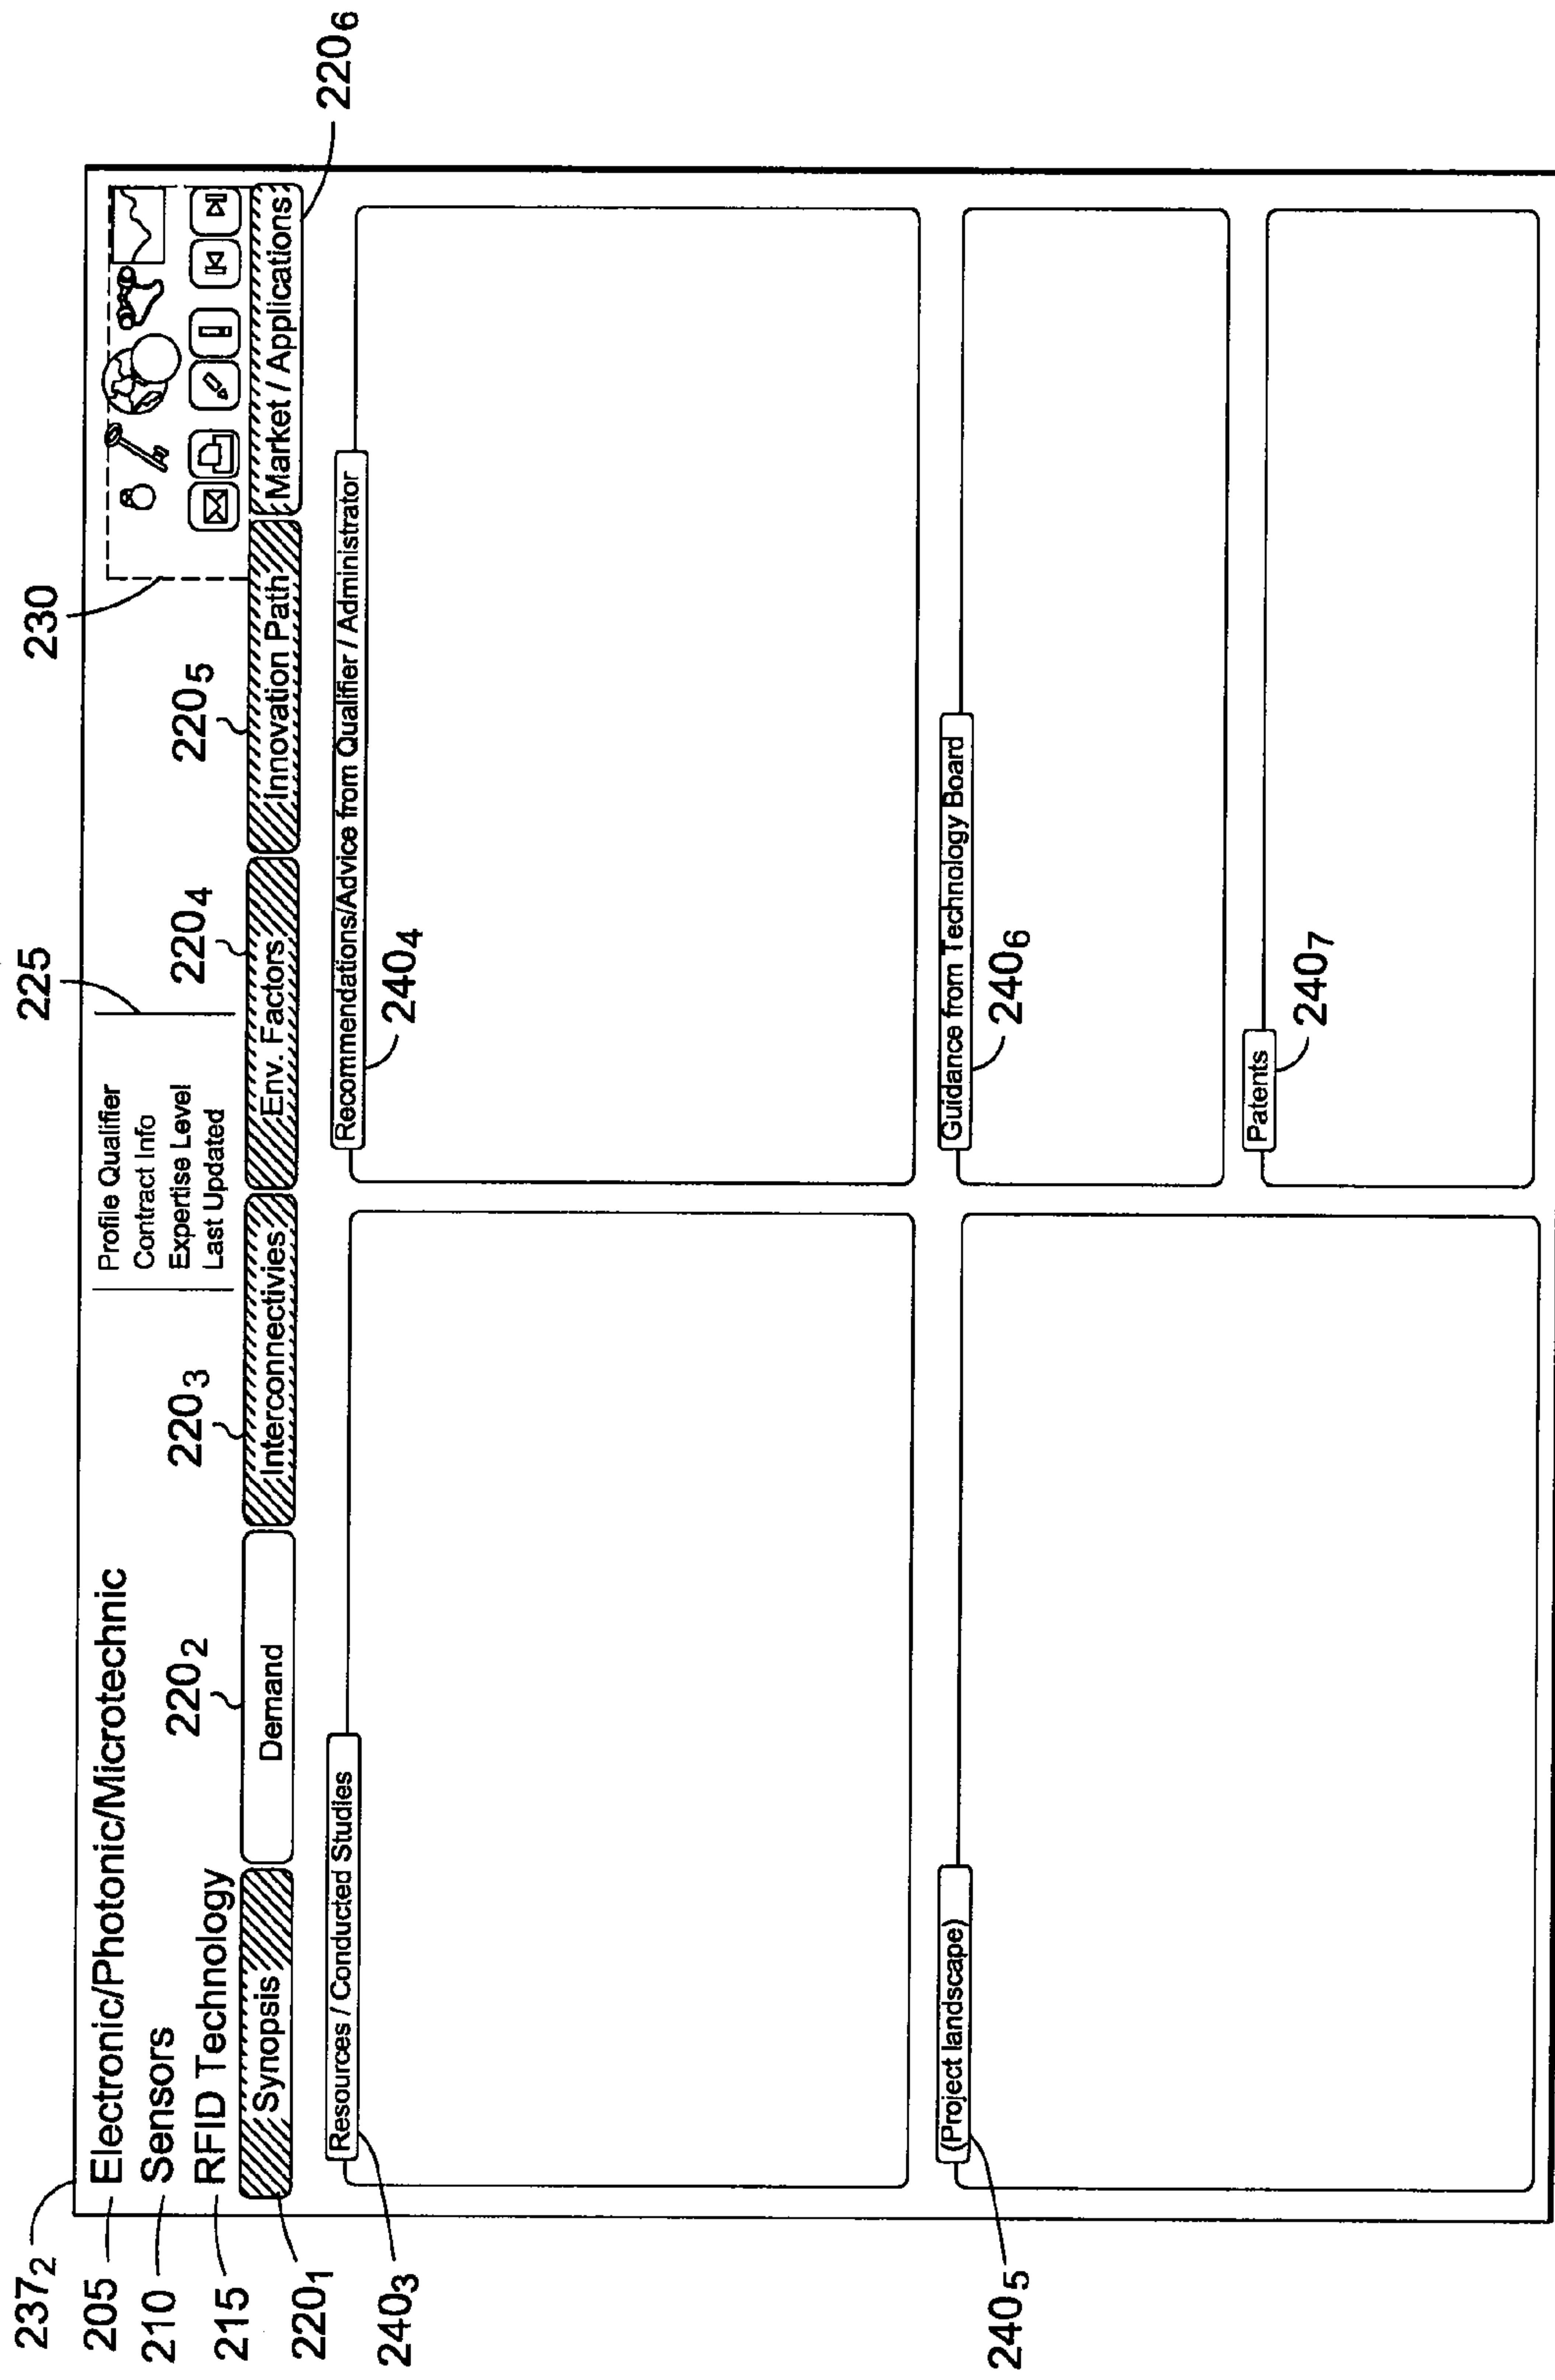 237₂
205
Electronic/Photonic/Microtechnic
210
Sensors
215
RFID Technology
Profile Qualifier
Contract Info
Expertise Level
Last Updated
225
230
220₁
220₂
220₃
220₄
220₅
220₆
Synopsis
Demand
Interconnectivies
Env. Factors
Innovation Path
Market / Applications
Resources / Conducted Studies
240₃
Recommendations/Advice from Qualifier / Administrator
240₄
(Project landscape)
240₅
Guidance from Technology Board
240₆
Patents
240₇